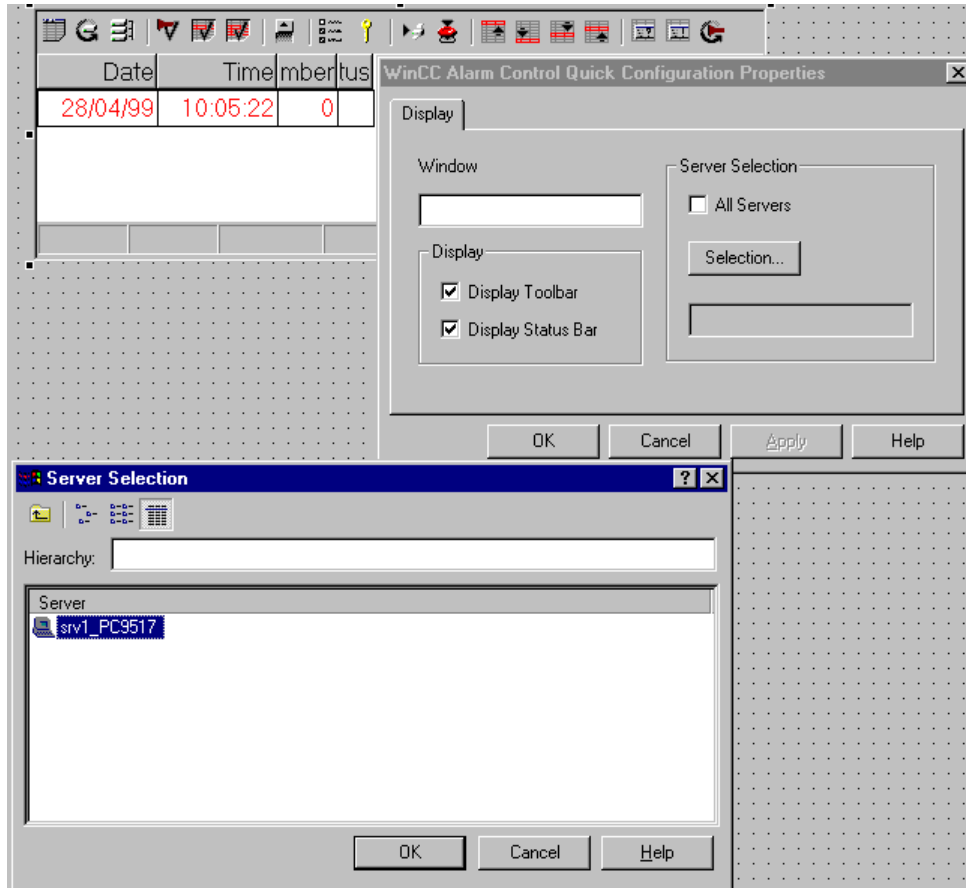 Date Time mber tus
28/04/99 10:05:22 0
WinCC Alarm Control Quick Configuration Properties
Display
Window
Server Selection
All Servers
Selection...
Display
Display Toolbar
Display Status Bar
OK Cancel Apply Help
Server Selection
Hierarchy:
Server
srv1_PC9517
OK Cancel Help